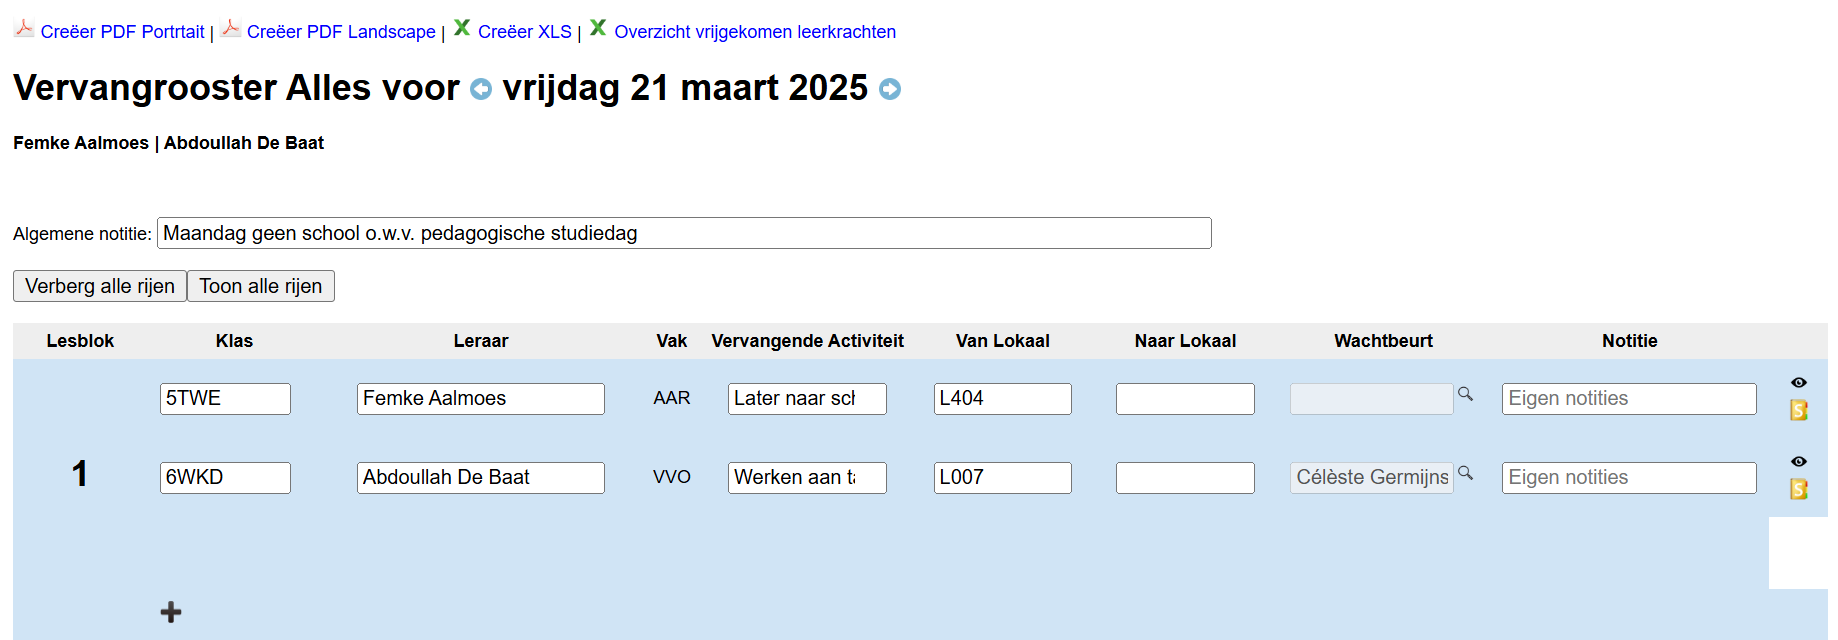 Creëer PDF Portrtait | Creëer PDF Landscape | Creëer XLS | Overzicht vrijgekomen leerkrachten
Vervangrooster Alles voor vrijdag 21 maart 2025
Femke Aalmoes | Abdoullah De Baat
Algemene notitie: Maandag geen school o.w.v. pedagogische studiedag
Verberg alle rijen Toon alle rijen
Lesblok Klas Leraar Vak Vervangende Activiteit Van Lokaal Naar Lokaal Wachtbeurt Notitie
5TWE Femke Aalmoes AAR Later naar sch L404 Eigen notities
1
6WKD Abdoullah De Baat VVO Werken aan ta L007 Célèste Germijns Eigen notities